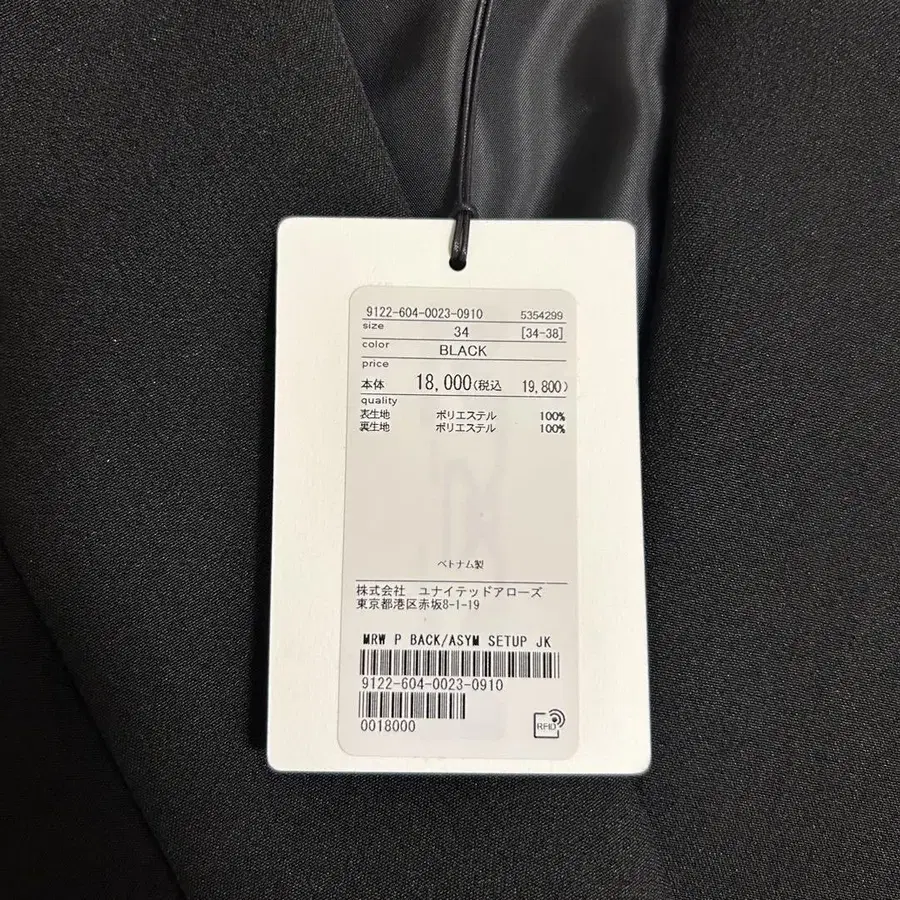 9122-604-0023-0910 5354299
size 34 [34-38]
color BLACK
price
本体 18,000(税込 19,800)
quality
表生地 ポリエステル 100%
裏生地 ポリエステル 100%
ベトナム製
株式会社 ユナイテッドアローズ
東京都港区赤坂8-1-19
MRW P BACK/ASYM SETUP JK
9122-604-0023-0910
0018000
RFID